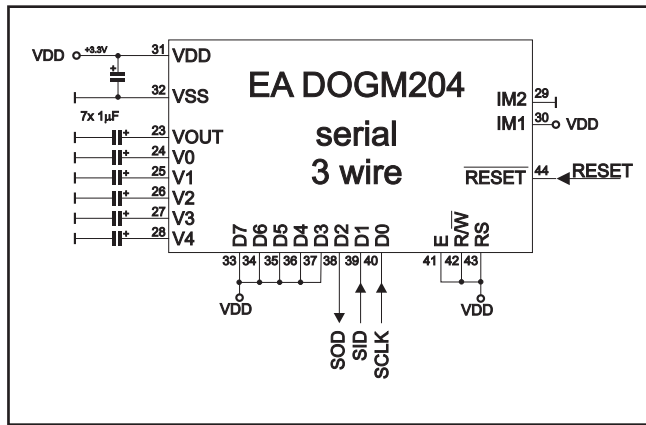 VDD +3.3V 31 VDD
32 VSS
7x 1µF
23 VOUT
24 V0
25 V1
26 V2
27 V3
28 V4
EA DOGM204
serial
3 wire
IM2 29
IM1 30 VDD
RESET 44 RESET
D7 D6 D5 D4 D3 D2 D1 D0
33 34 35 36 37 38 39 40
E R/W RS
41 42 43
VDD
VDD
SOD
SID
SCLK